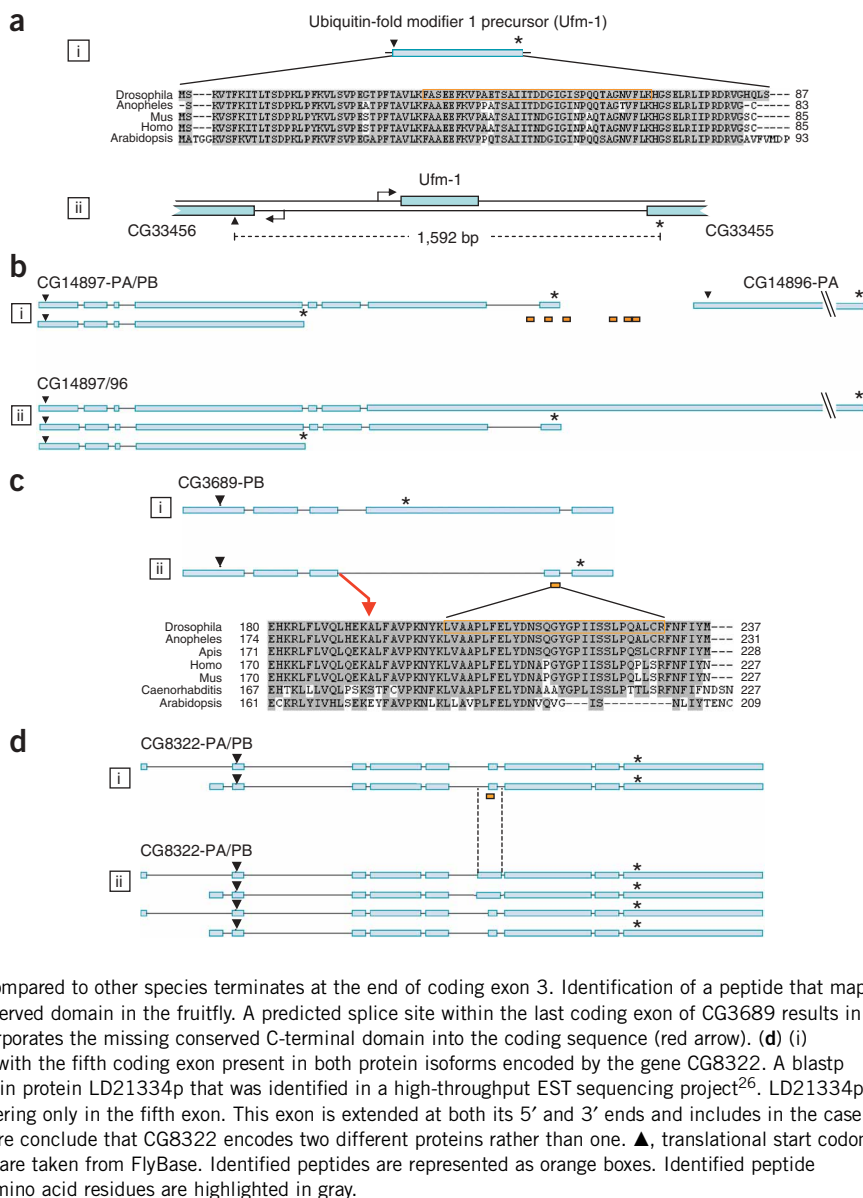 a
Ubiquitin-fold modifier 1 precursor (Ufm-1)
i
*
Drosophila MS---KVTFKITLTSDPKLPFKVLSVPEGTPFTAVLKFASEEFKVPAETSAIITDDGIGISPQQTAGNVFLKHGSELRLIPRDRVGHQLS---- 87
Anopheles -S---KVTFKITLTSDPKLPFKVLSVPEATPFTAVLKFAAEEFKVPPATSAIITDDGIGINPQQTAGTVFLKHGSELRLIPRDRVG-C----- 83
Mus MS---KVSFKITLTSDPRLPYKVLSVPESTPFTAVLKFAAEEFKVPAATSAIITNDGIGINPAQTAGNVFLKHGSELRIIPRDRVGSC----- 85
Homo MS---KVSFKITLTSDPRLPYKVLSVPESTPFTAVLKFAAEEFKVPAATSAIITNDGIGINPAQTAGNVFLKHGSELRIIPRDRVGSC----- 85
Arabidopsis MATGGKVSFKVTLTSDPKLPFKVFSVPEGAPFTAVLKFAAEEFKVPPQTSAIITNDGIGINPQQSAGNVFLKHGSELRLIPRDRVGAVFVMDP 93
ii
Ufm-1
*
CG33456
1,592 bp
CG33455
b
CG14897-PA/PB
CG14896-PA
i
*
*
*
CG14897/96
ii
*
*
*
c
CG3689-PB
i
*
ii
*
Drosophila 180 EHKRLFLVQLHEKALFAVPKNYKLVAAPLFELYDNSQGYGPIISSLPQALCRFNFIYM--- 237
Anopheles 174 EHKRLFLVQLGEKALFAVPKNYKLVAAPLFELYDNSQGYGPIISSLPQALCRFNFIYM--- 231
Apis 171 EHKRLFLVQLGEKALFAVPKNYKLVAAPLFELYDNSQGYGPIISSLPQSLCRFNFIYM--- 228
Homo 170 EHKKLFLVQLQEKALFAVPKNYKLVAAPLFELYDNAPGYGPIISSLPQLLSRFNFIYN--- 227
Mus 170 EHKKLFLVQLQEKALFAVPKNYKLVAAPLFELYDNAPGYGPIISSLPQLLSRFNFIYN--- 227
Caenorhabditis 167 EHTKLLLVQLPSKSTFCVPKNFKLVAAPLFELYDNAAAYGPLISSLPTTLSRFNFIFNDSN 227
Arabidopsis 161 ECKRLYIVHLSEKEYFAVPKNLKLLAVPLFELYDNVQVG---IS---------NLIYTENC 209
d
CG8322-PA/PB
i
*
*
CG8322-PA/PB
ii
*
*
*
*
ompared to other species terminates at the end of coding exon 3. Identification of a peptide that map
erved domain in the fruitfly. A predicted splice site within the last coding exon of CG3689 results in
rporates the missing conserved C-terminal domain into the coding sequence (red arrow). (d) (i)
with the fifth coding exon present in both protein isoforms encoded by the gene CG8322. A blastp
in protein LD21334p that was identified in a high-throughput EST sequencing project26. LD21334p
ering only in the fifth exon. This exon is extended at both its 5′ and 3′ ends and includes in the case
re conclude that CG8322 encodes two different proteins rather than one. ▲, translational start codon
are taken from FlyBase. Identified peptides are represented as orange boxes. Identified peptide
mino acid residues are highlighted in gray.